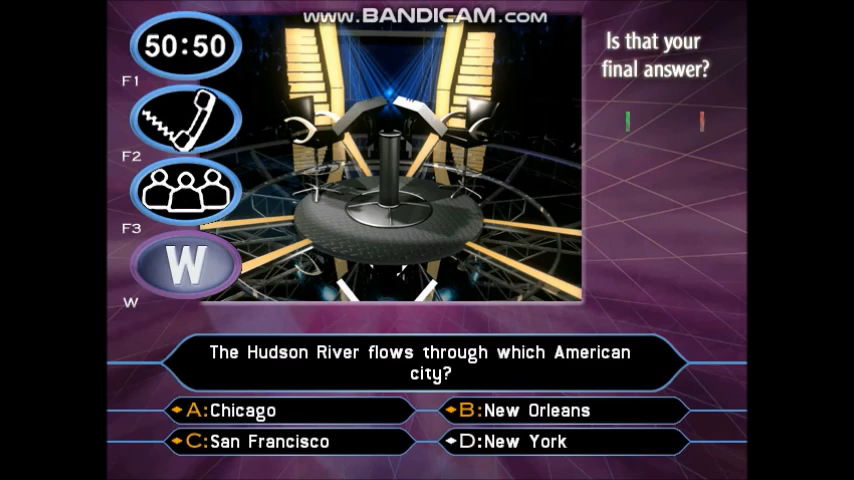 www.BANDICAM.com
50:50
F1
F2
F3
W
W
Is that your
final answer?
The Hudson River flows through which American
city?
A:Chicago
B:New Orleans
C:San Francisco
D:New York